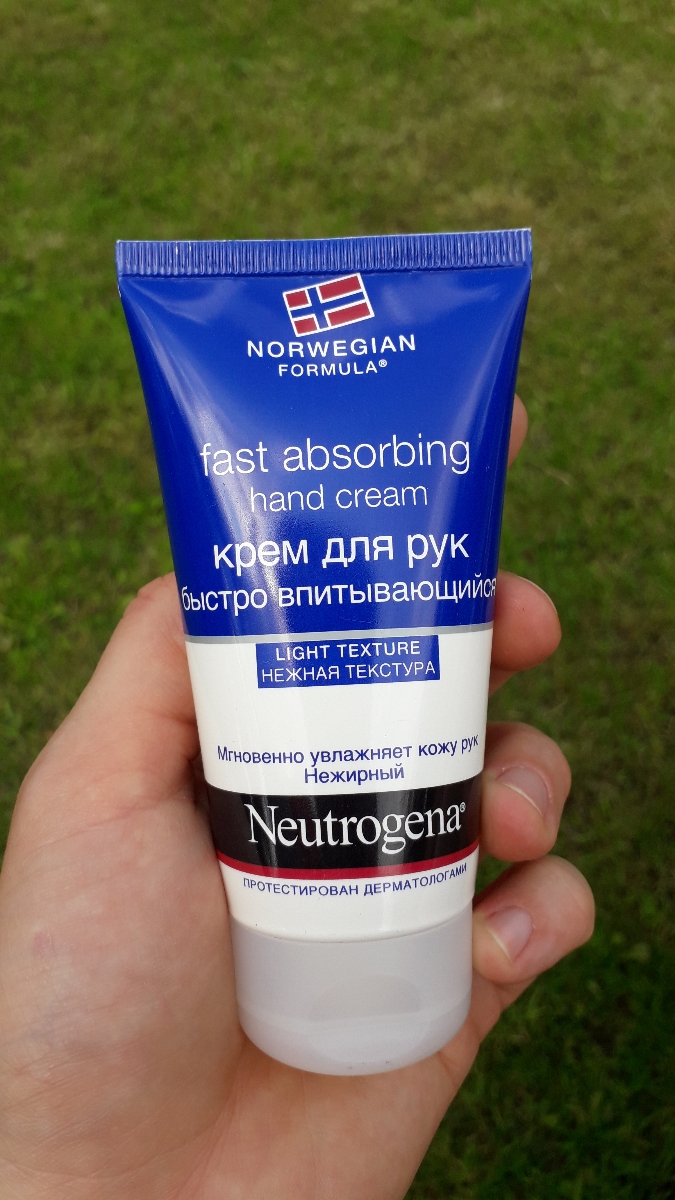 NORWEGIAN
FORMULA®
fast absorbing
hand cream
крем для рук
быстро впитывающийся
LIGHT TEXTURE
НЕЖНАЯ ТЕКСТУРА
Мгновенно увлажняет кожу рук
Нежирный
Neutrogena®
ПРОТЕСТИРОВАН ДЕРМАТОЛОГАМИ